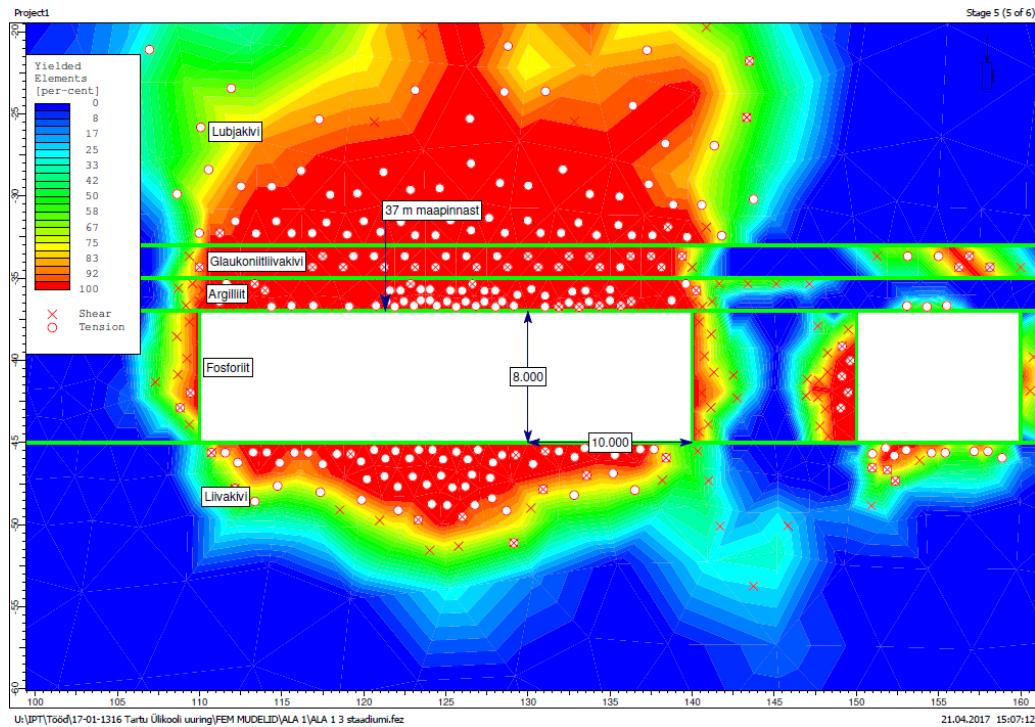 Project1
Stage 5 (5 of 6)
Yielded
Elements
[per-cent]
0
8
17
25
33
42
50
58
67
75
83
92
100
Shear
Tension
Lubjakivi
37 m maapinnast
Glaukoniitliivakivi
Argilliit
Fosforiit
8.000
10.000
Liivakivi
-20
-25
-30
-35
-40
-45
-50
-55
-60
100 105 110 115 120 125 130 135 140 145 150 155 160
U:\IPT\Tööd\17-01-1316 Tartu Ülikooli uuring\FEM MUDELID\ALA 1\ALA 1 3 staadiumi.fez
21.04.2017 15:07:12